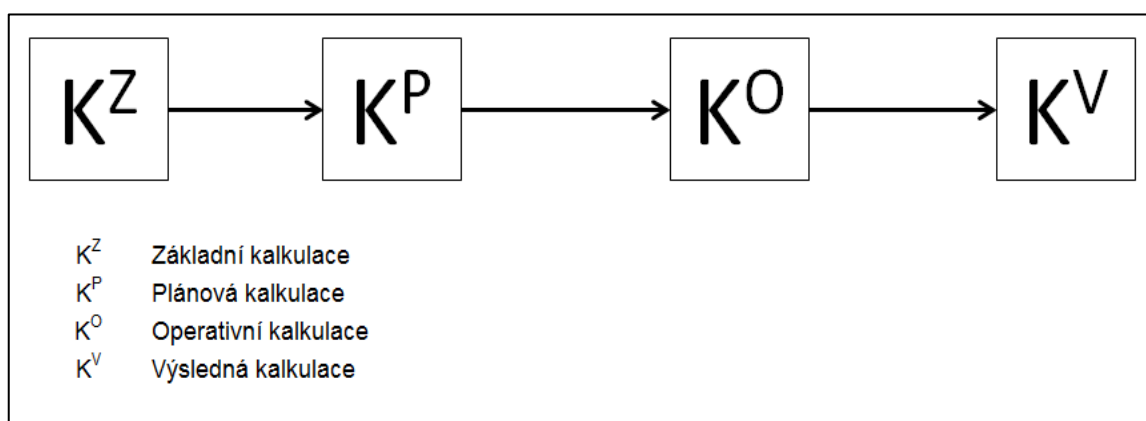 K^Z K^P K^O K^V
K^Z Základní kalkulace
K^P Plánová kalkulace
K^O Operativní kalkulace
K^V Výsledná kalkulace